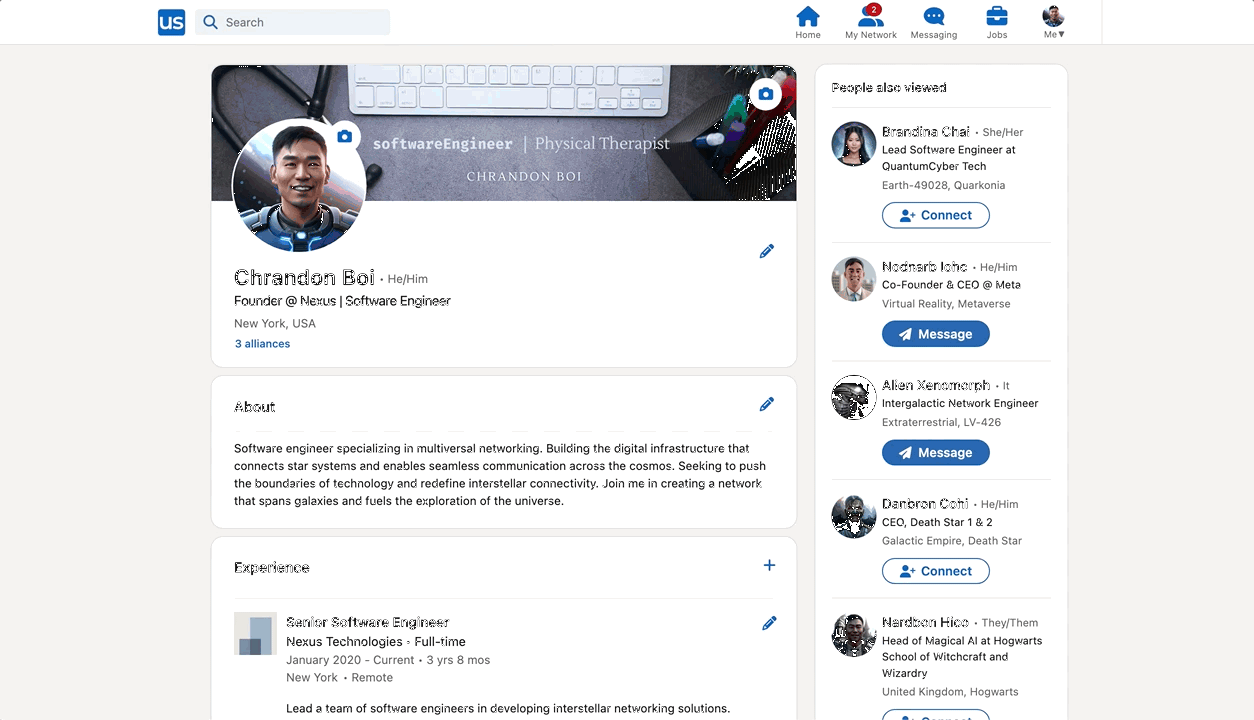 us
Search
Home
2
My Network
Messaging
Jobs
Me▼
softwareEngineer | Physical Therapist
CHRANDON BOI
Chrandon Boi • He/Him
Founder @ Nexus | Software Engineer
New York, USA
3 alliances
About
Software engineer specializing in multiversal networking. Building the digital infrastructure that
connects star systems and enables seamless communication across the cosmos. Seeking to push
the boundaries of technology and redefine interstellar connectivity. Join me in creating a network
that spans galaxies and fuels the exploration of the universe.
Experience
Senior Software Engineer
Nexus Technologies • Full-time
January 2020 - Current • 3 yrs 8 mos
New York • Remote
Lead a team of software engineers in developing interstellar networking solutions.
People also viewed
Brandina Chai • She/Her
Lead Software Engineer at
QuantumCyber Tech
Earth-49028, Quarkonia
Connect
Nodnarb Iohc • He/Him
Co-Founder & CEO @ Meta
Virtual Reality, Metaverse
Message
Alien Xenomorph • It
Intergalactic Network Engineer
Extraterrestrial, LV-426
Message
Danbron Cohi • He/Him
CEO, Death Star 1 & 2
Galactic Empire, Death Star
Connect
Nardbon Hico • They/Them
Head of Magical AI at Hogwarts
School of Witchcraft and
Wizardry
United Kingdom, Hogwarts
Connect